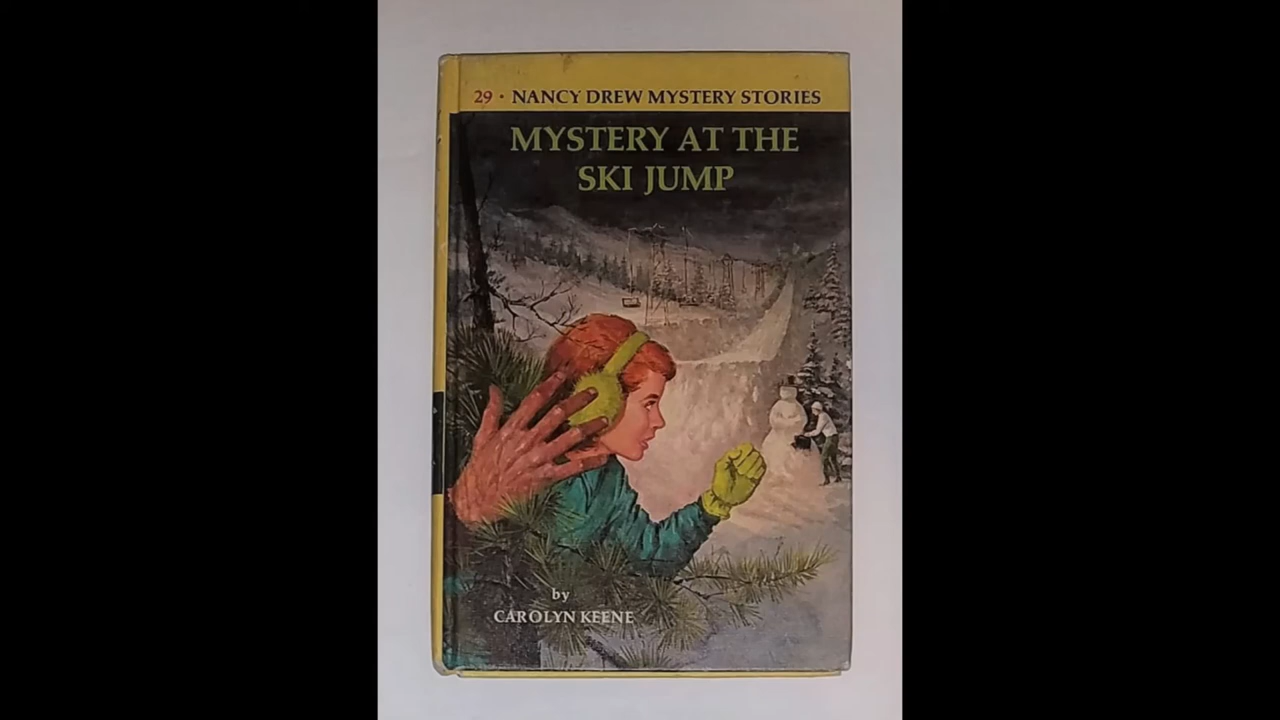 29 · NANCY DREW MYSTERY STORIES
MYSTERY AT THE
SKI JUMP
by
CAROLYN KEENE